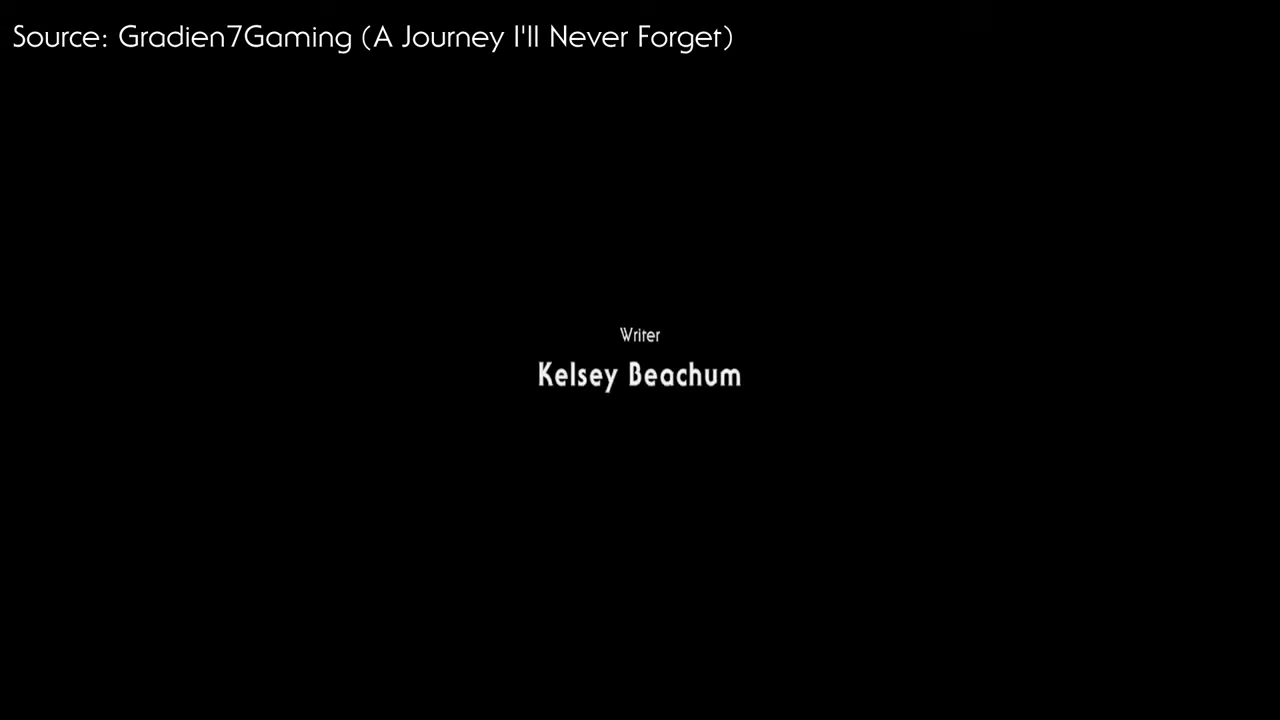 Source: Gradien7Gaming (A Journey I'll Never Forget)
Writer
Kelsey Beachum